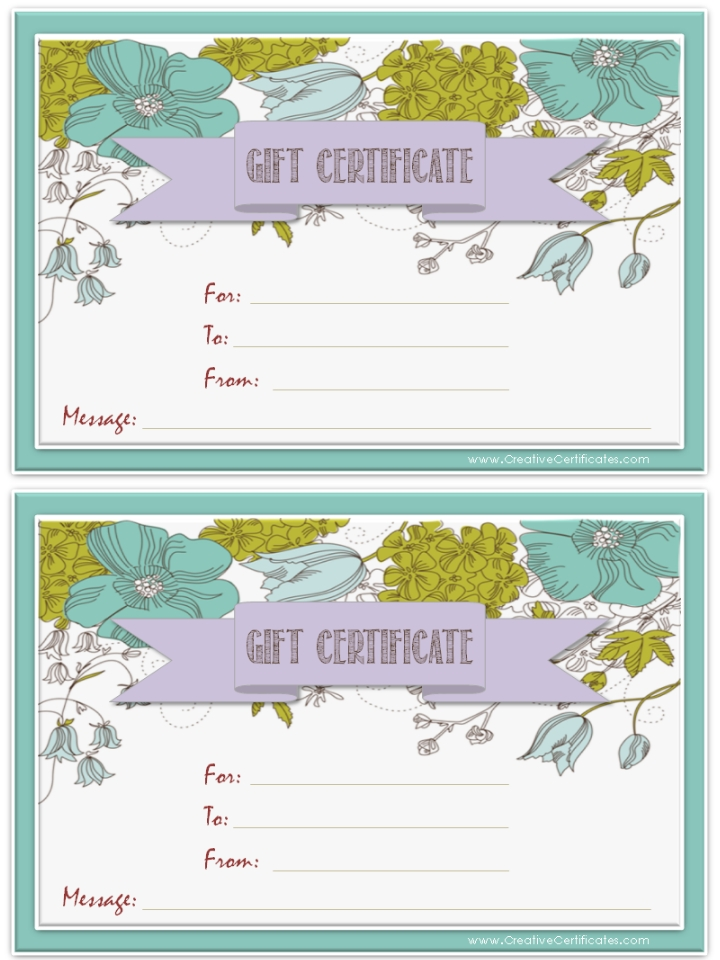 GIFT CERTIFICATE
For:
To:
From:
Message:
www.CreativeCertificates.com
GIFT CERTIFICATE
For:
To:
From:
Message:
www.CreativeCertificates.com